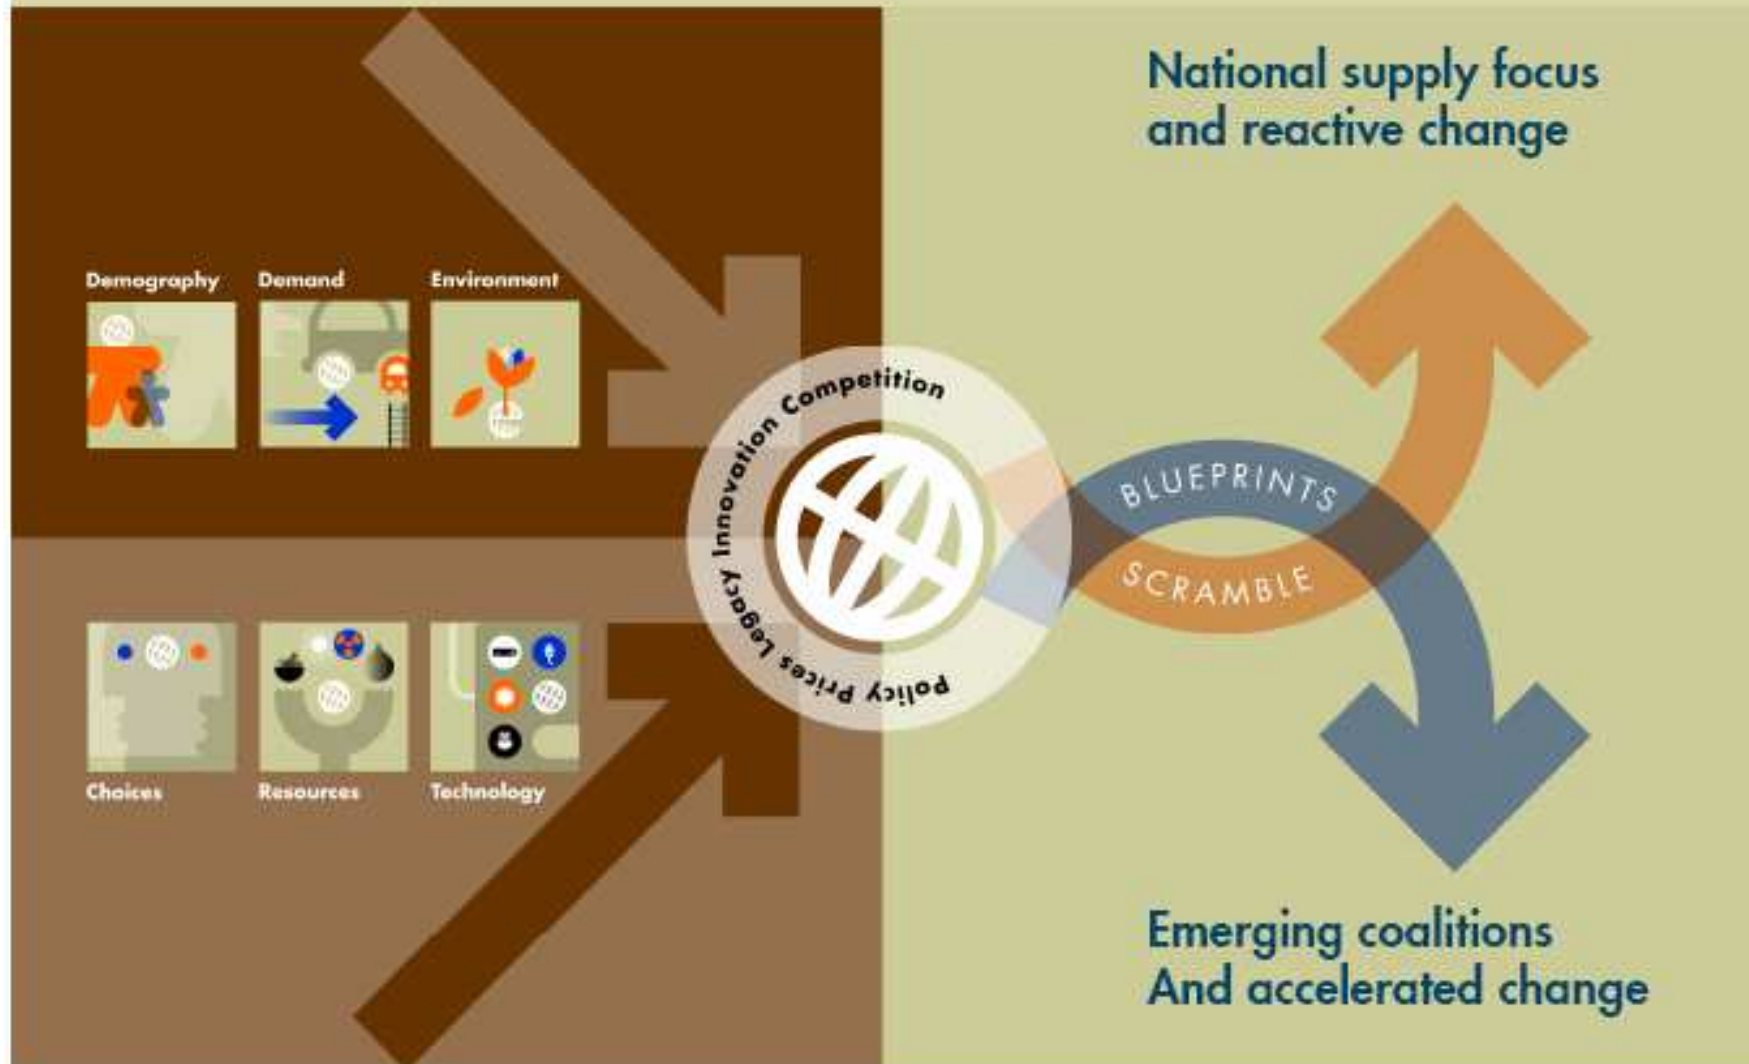 National supply focus
and reactive change
Demography
Demand
Environment
Policy Prices Legacy Innovation Competition
BLUEPRINTS
SCRAMBLE
Choices
Resources
Technology
Emerging coalitions
And accelerated change